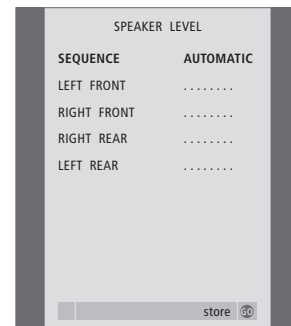 SPEAKER LEVEL
SEQUENCE AUTOMATIC
LEFT FRONT ........
RIGHT FRONT ........
RIGHT REAR ........
LEFT REAR ........
store GO